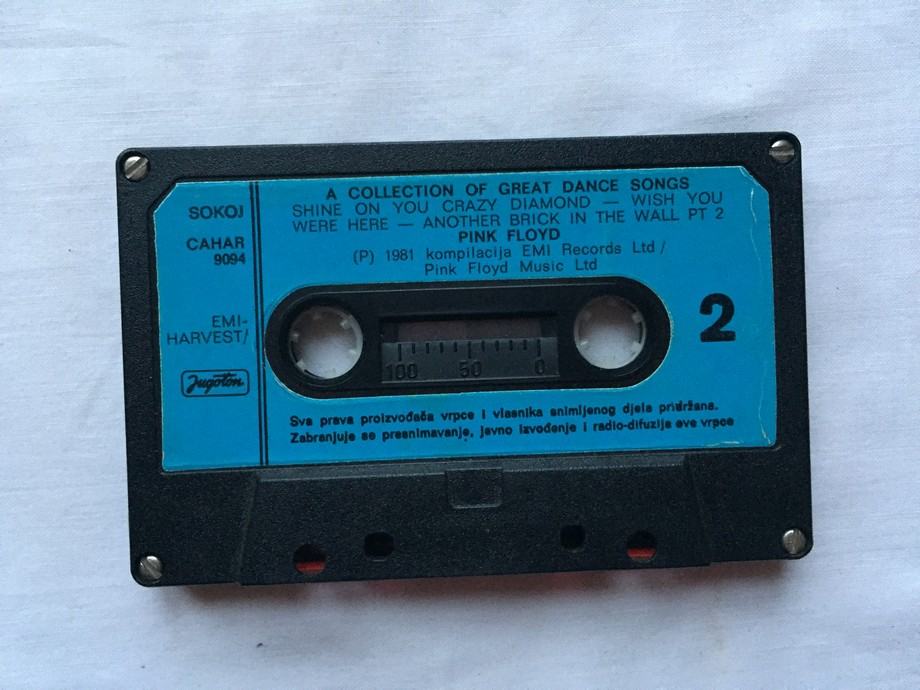 SOKOJ
CAHAR
9094
EMI-
HARVEST/
Jugoton
A COLLECTION OF GREAT DANCE SONGS
SHINE ON YOU CRAZY DIAMOND — WISH YOU
WERE HERE — ANOTHER BRICK IN THE WALL PT 2
PINK FLOYD
(P) 1981 kompilacija EMI Records Ltd/
Pink Floyd Music Ltd
2
100 50 0
Sva prava proizvođača vrpce i vlasnika snimljenog djela pridržana.
Zabranjuje se presnimavanje, javno izvođenje i radio-difuzija ove vrpce